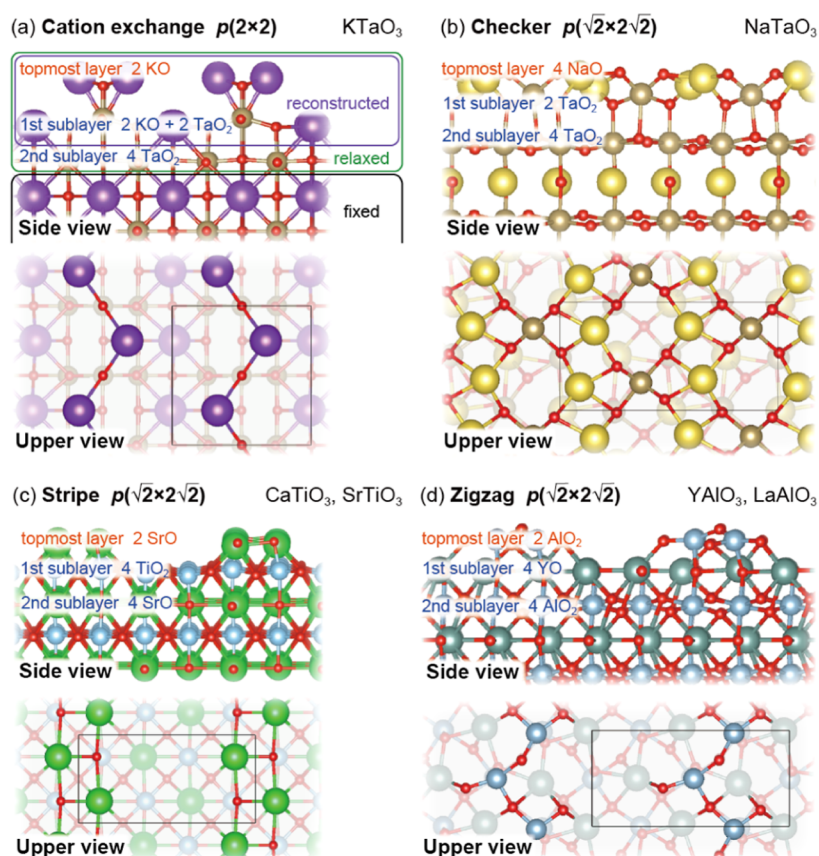 (a) Cation exchange p(2×2) KTaO₃
topmost layer 2 KO
reconstructed
1st sublayer 2 KO + 2 TaO₂
2nd sublayer 4 TaO₂
relaxed
fixed
Side view
Upper view
(b) Checker p(√2×2√2) NaTaO₃
topmost layer 4 NaO
1st sublayer 2 TaO₂
2nd sublayer 4 TaO₂
Side view
Upper view
(c) Stripe p(√2×2√2) CaTiO₃, SrTiO₃
topmost layer 2 SrO
1st sublayer 4 TiO₂
2nd sublayer 4 SrO
Side view
Upper view
(d) Zigzag p(√2×2√2) YAlO₃, LaAlO₃
topmost layer 2 AlO₂
1st sublayer 4 YO
2nd sublayer 4 AlO₂
Side view
Upper view